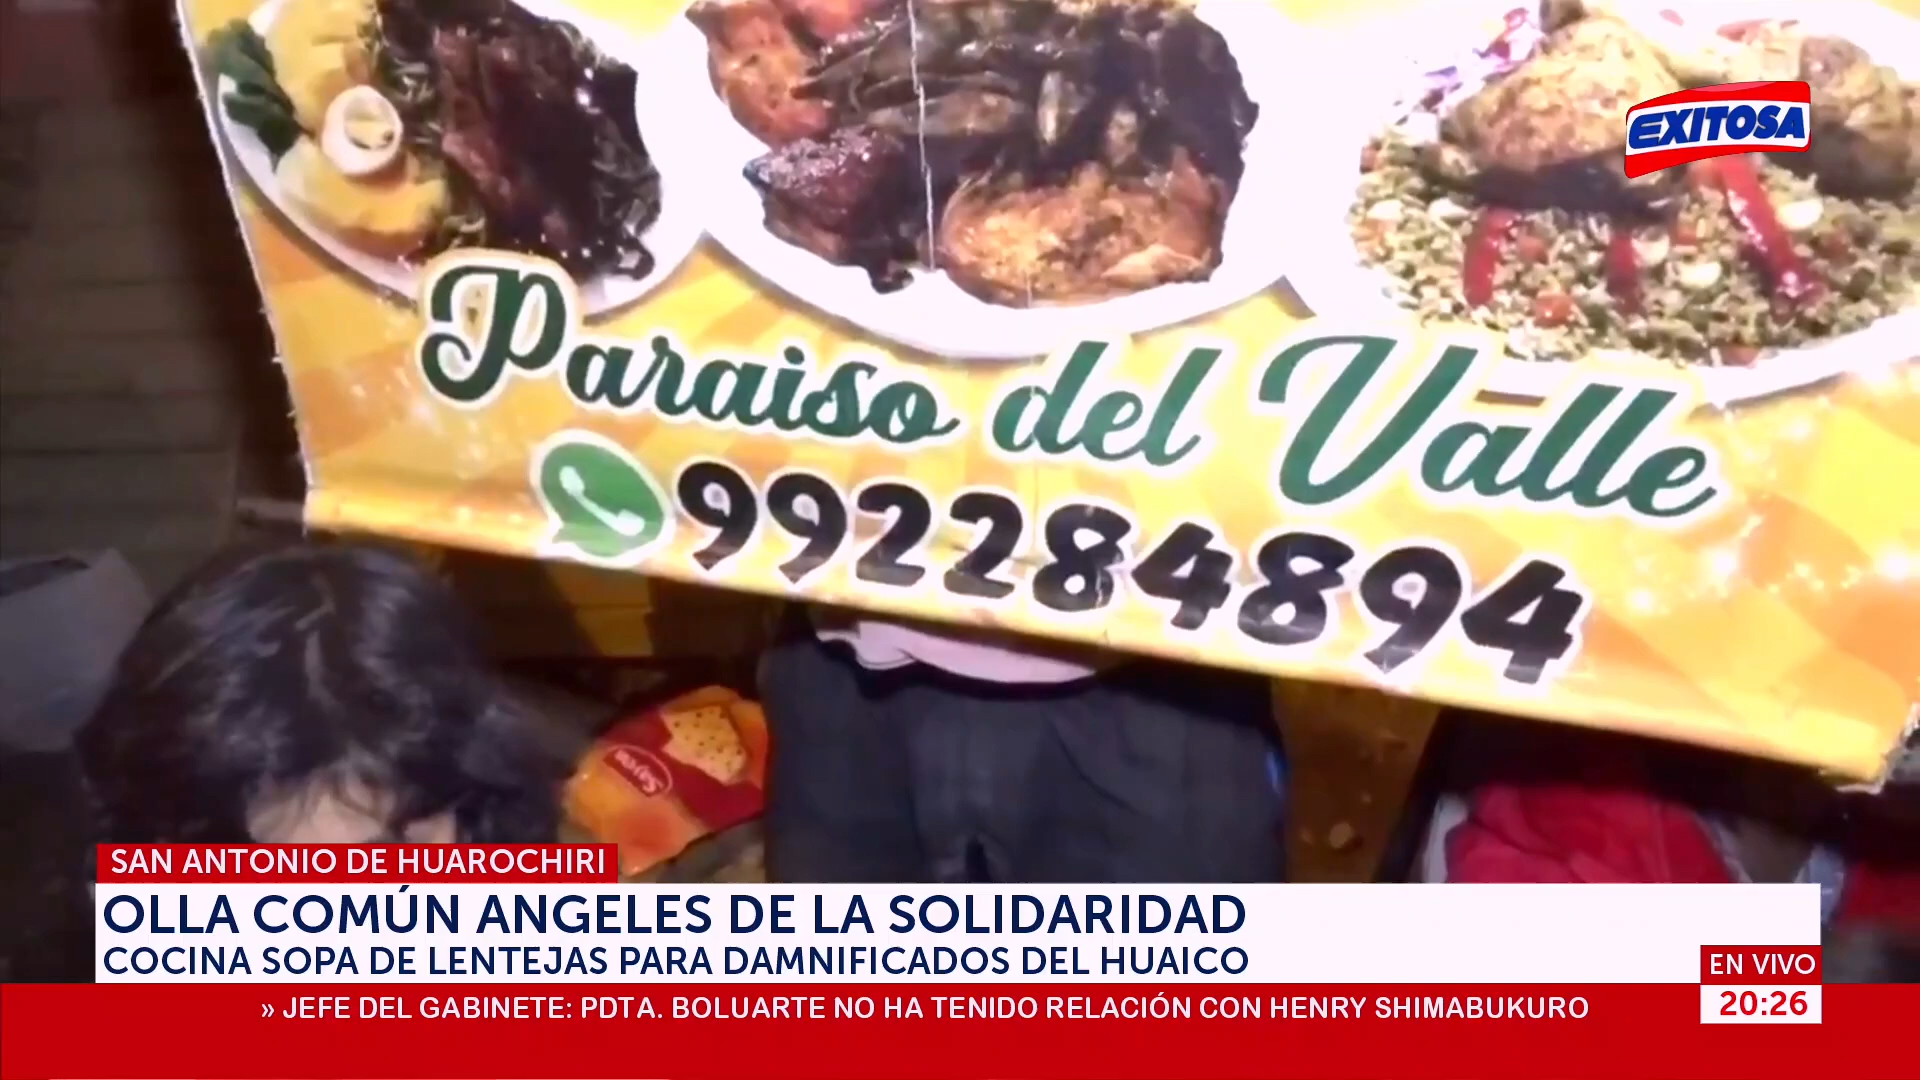 EXITOSA
Paraiso del Valle
992284894
Sayon
SAN ANTONIO DE HUAROCHIRI
OLLA COMÚN ANGELES DE LA SOLIDARIDAD
COCINA SOPA DE LENTEJAS PARA DAMNIFICADOS DEL HUAICO
EN VIVO
» JEFE DEL GABINETE: PDTA. BOLUARTE NO HA TENIDO RELACIÓN CON HENRY SHIMABUKURO
20:26